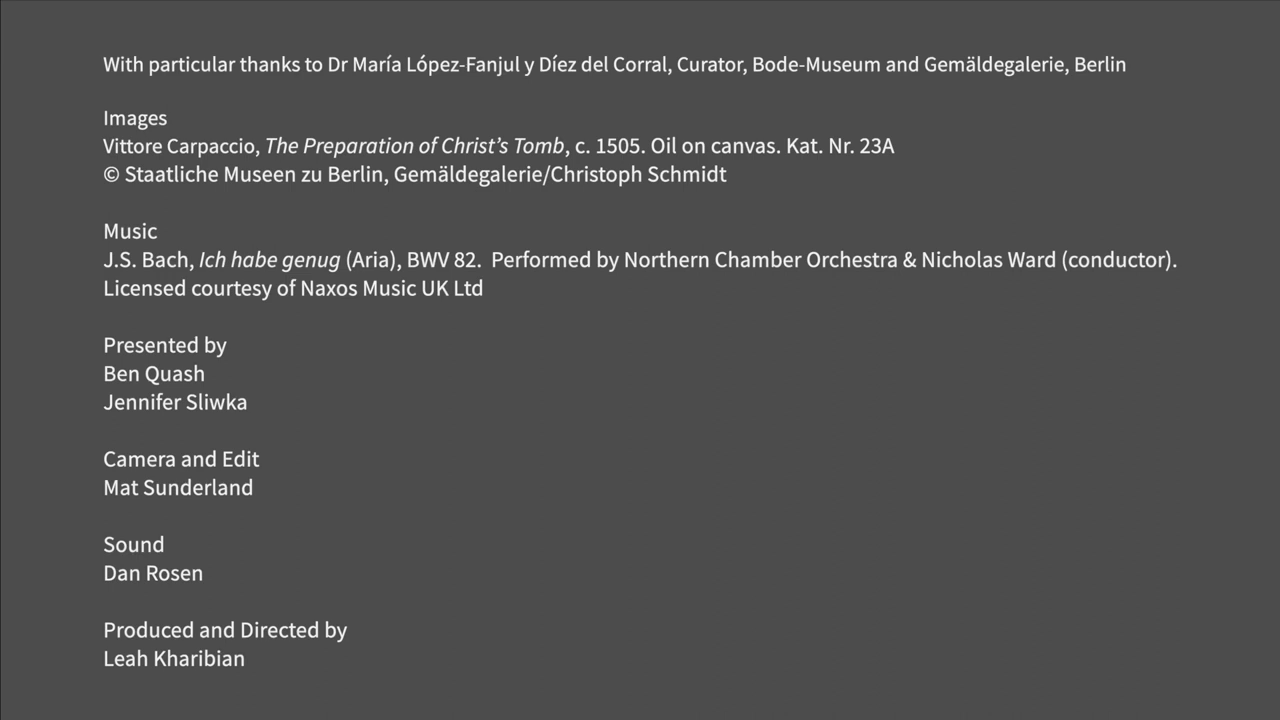 With particular thanks to Dr María López-Fanjul y Díez del Corral, Curator, Bode-Museum and Gemäldegalerie, Berlin
Images
Vittore Carpaccio, The Preparation of Christ’s Tomb, c. 1505. Oil on canvas. Kat. Nr. 23A
© Staatliche Museen zu Berlin, Gemäldegalerie/Christoph Schmidt
Music
J.S. Bach, Ich habe genug (Aria), BWV 82.  Performed by Northern Chamber Orchestra & Nicholas Ward (conductor).
Licensed courtesy of Naxos Music UK Ltd
Presented by
Ben Quash
Jennifer Sliwka
Camera and Edit
Mat Sunderland
Sound
Dan Rosen
Produced and Directed by
Leah Kharibian